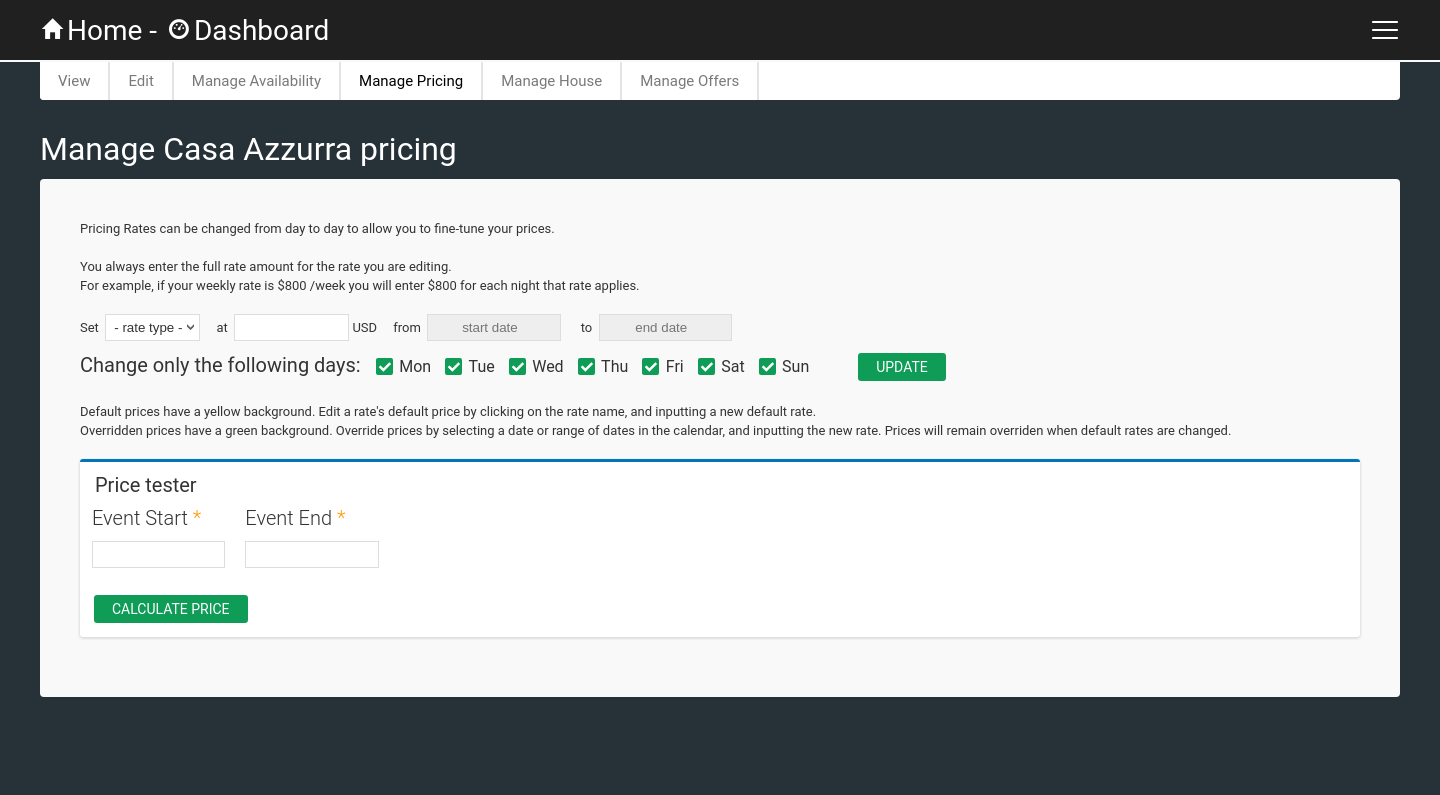 Home - Dashboard
View Edit Manage Availability Manage Pricing Manage House Manage Offers
Manage Casa Azzurra pricing
Pricing Rates can be changed from day to day to allow you to fine-tune your prices.
You always enter the full rate amount for the rate you are editing.
For example, if your weekly rate is $800 /week you will enter $800 for each night that rate applies.
Set - rate type - at USD from start date to end date
Change only the following days: Mon Tue Wed Thu Fri Sat Sun UPDATE
Default prices have a yellow background. Edit a rate's default price by clicking on the rate name, and inputting a new default rate.
Overridden prices have a green background. Override prices by selecting a date or range of dates in the calendar, and inputting the new rate. Prices will remain overriden when default rates are changed.
Price tester
Event Start * Event End *
CALCULATE PRICE